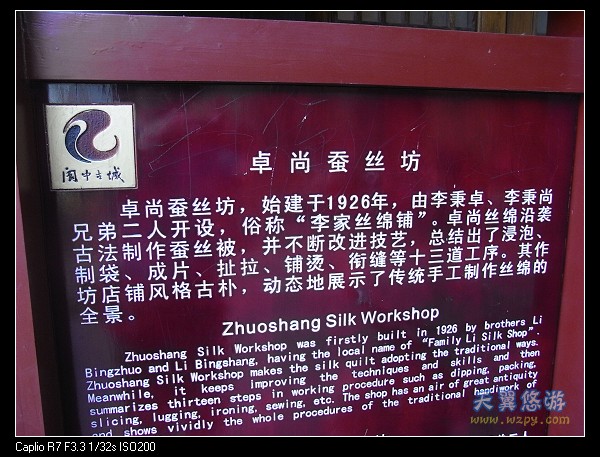 阆中古城
卓尚蚕丝坊
卓尚蚕丝坊，始建于1926年，由李秉卓、李秉尚
兄弟二人开设，俗称“李家丝绵铺”。卓尚丝绵沿袭
古法制作蚕丝被，并不断改进技艺，总结出了浸泡、
制袋、成片、扯拉、铺烫、衔缝等十三道工序。其作
坊店铺风格古朴，动态地展示了传统手工制作丝绵的
全景。
Zhuoshang Silk Workshop
Zhuoshang Silk Workshop was firstly built in 1926 by brothers Li
Bingzhuo and Li Bingshang, having the local name of “Family Li Silk Shop”.
Zhuoshang Silk Workshop makes the silk quilt adopting the traditional ways.
Meanwhile, it keeps improving the techniques and skills and then
summarizes thirteen steps in working procedure such as dipping, packing,
slicing, lugging, ironing, sewing, etc. The shop has an air of great antiquity
and shows vividly the whole procedures of the traditional handiwork of
天翼悠游
www.wzpy.com
Caplio R7 F3.3 1/32s ISO200